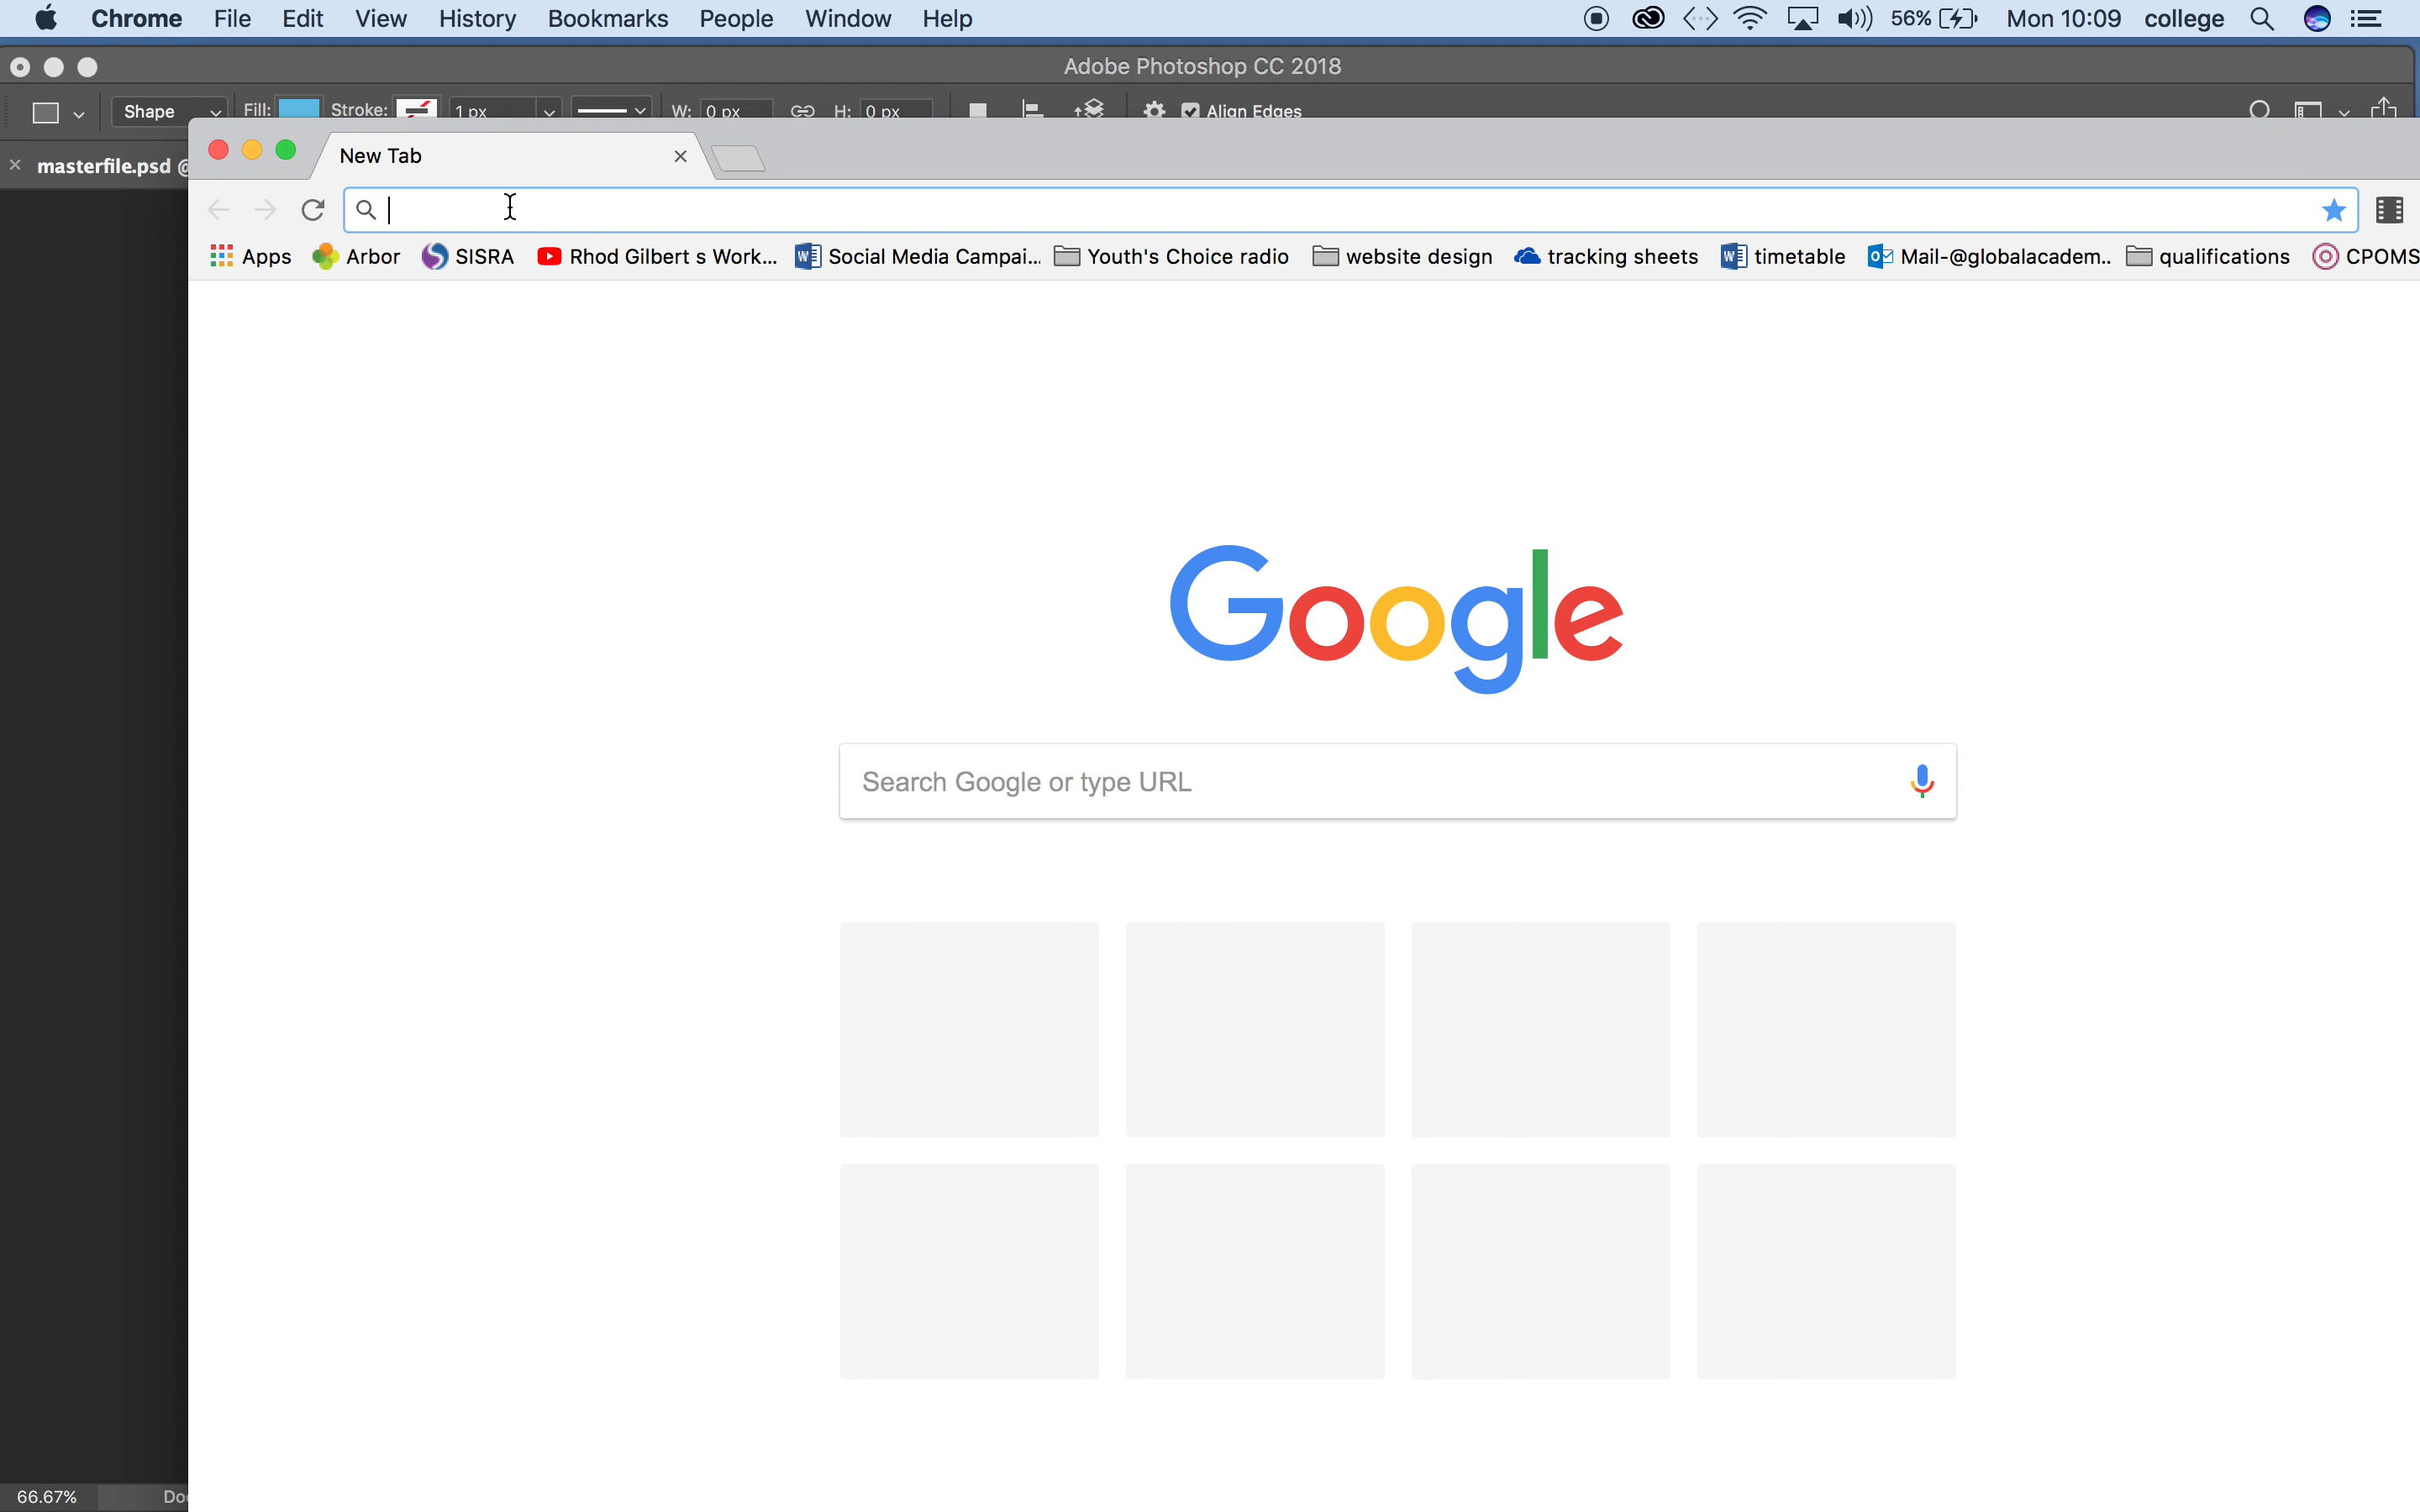 Chrome File Edit View History Bookmarks People Window Help 56% Mon 10:09 college
Adobe Photoshop CC 2018
Shape Fill: Stroke: 1 px W: 0 px H: 0 px Align Edges
masterfile.psd @
New Tab
Apps Arbor SISRA Rhod Gilbert s Work... Social Media Campai... Youth's Choice radio website design tracking sheets timetable Mail-@globalacadem.. qualifications CPOMS
Google
Search Google or type URL
66.67%